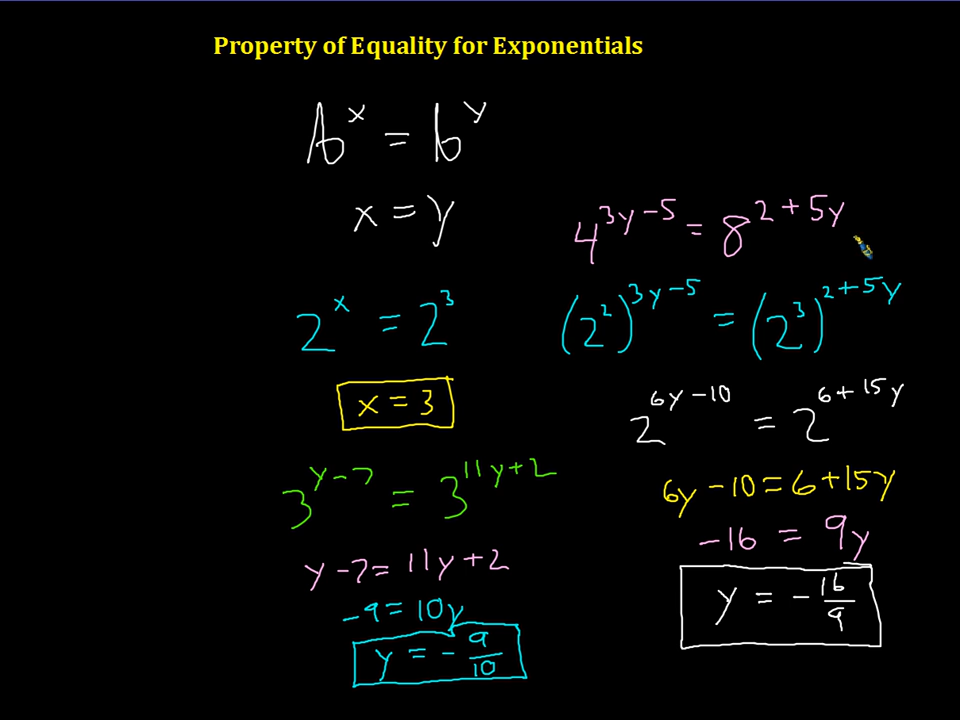 Property of Equality for Exponentials
b^x = b^y
x = y
2^x = 2^3
x = 3
3^(y-7) = 3^(11y+2)
y - 7 = 11y + 2
-9 = 10y
y = - 9/10
4^(3y-5) = 8^(2+5y)
(2^2)^(3y-5) = (2^3)^(2+5y)
2^(6y-10) = 2^(6+15y)
6y - 10 = 6 + 15y
-16 = 9y
y = - 16/9